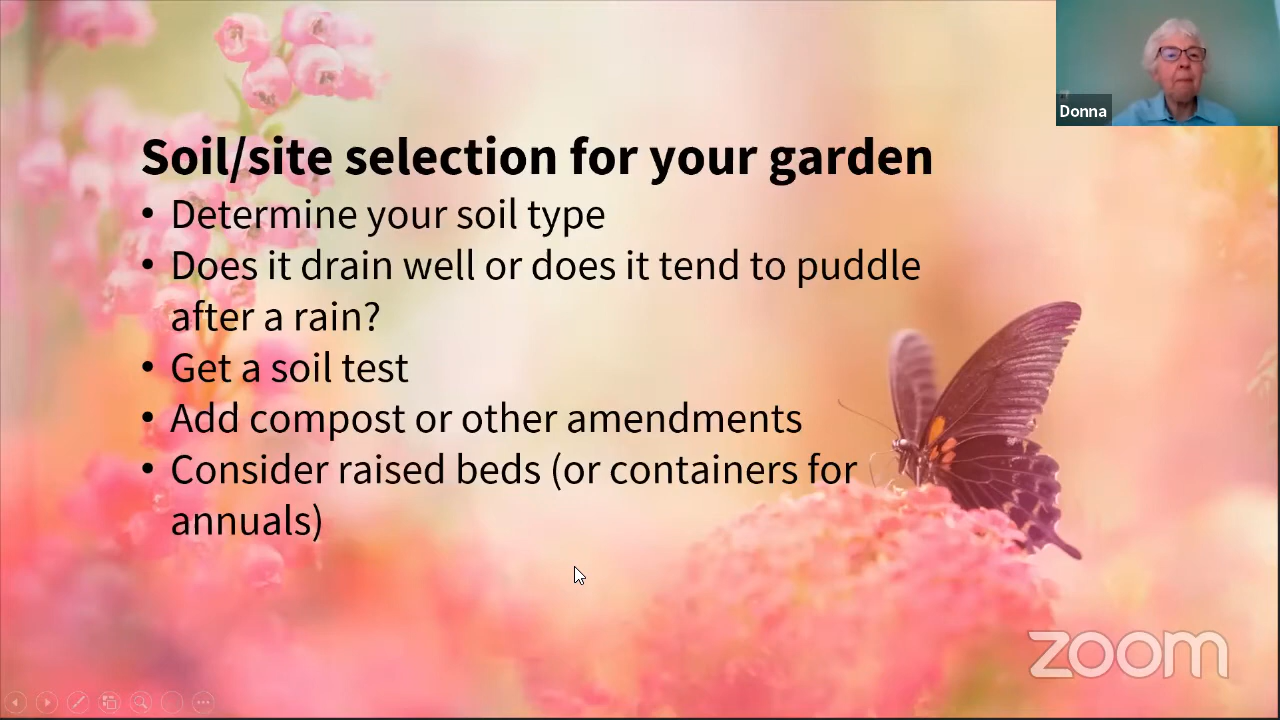 Donna
Soil/site selection for your garden
• Determine your soil type
• Does it drain well or does it tend to puddle
after a rain?
• Get a soil test
• Add compost or other amendments
• Consider raised beds (or containers for
annuals)
zoom